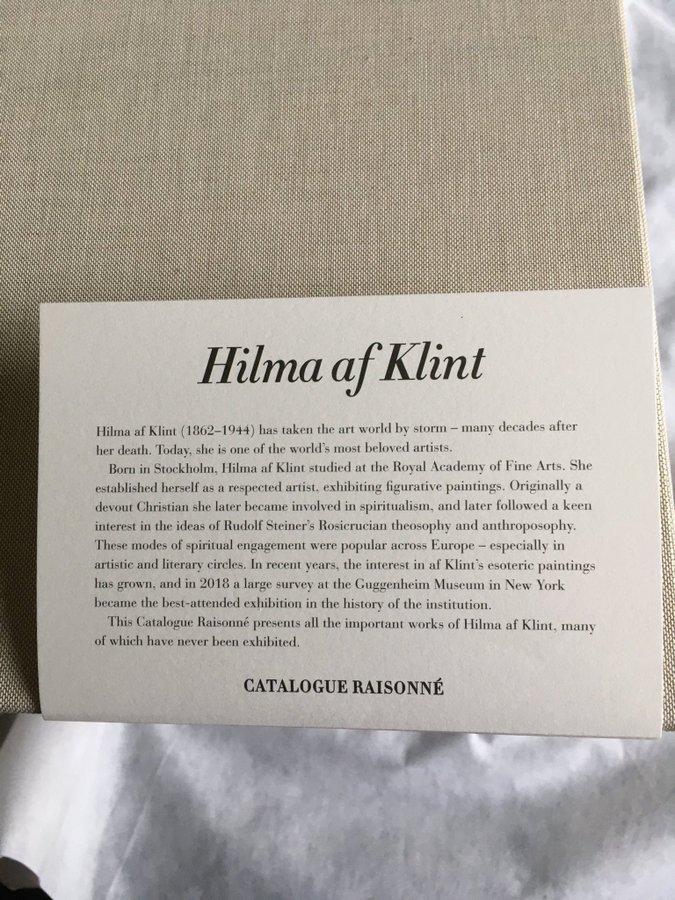 Hilma af Klint
Hilma af Klint (1862–1944) has taken the art world by storm – many decades after
her death. Today, she is one of the world's most beloved artists.
Born in Stockholm, Hilma af Klint studied at the Royal Academy of Fine Arts. She
established herself as a respected artist, exhibiting figurative paintings. Originally a
devout Christian she later became involved in spiritualism, and later followed a keen
interest in the ideas of Rudolf Steiner's Rosicrucian theosophy and anthroposophy.
These modes of spiritual engagement were popular across Europe – especially in
artistic and literary circles. In recent years, the interest in af Klint's esoteric paintings
has grown, and in 2018 a large survey at the Guggenheim Museum in New York
became the best-attended exhibition in the history of the institution.
This Catalogue Raisonné presents all the important works of Hilma af Klint, many
of which have never been exhibited.
CATALOGUE RAISONNÉ